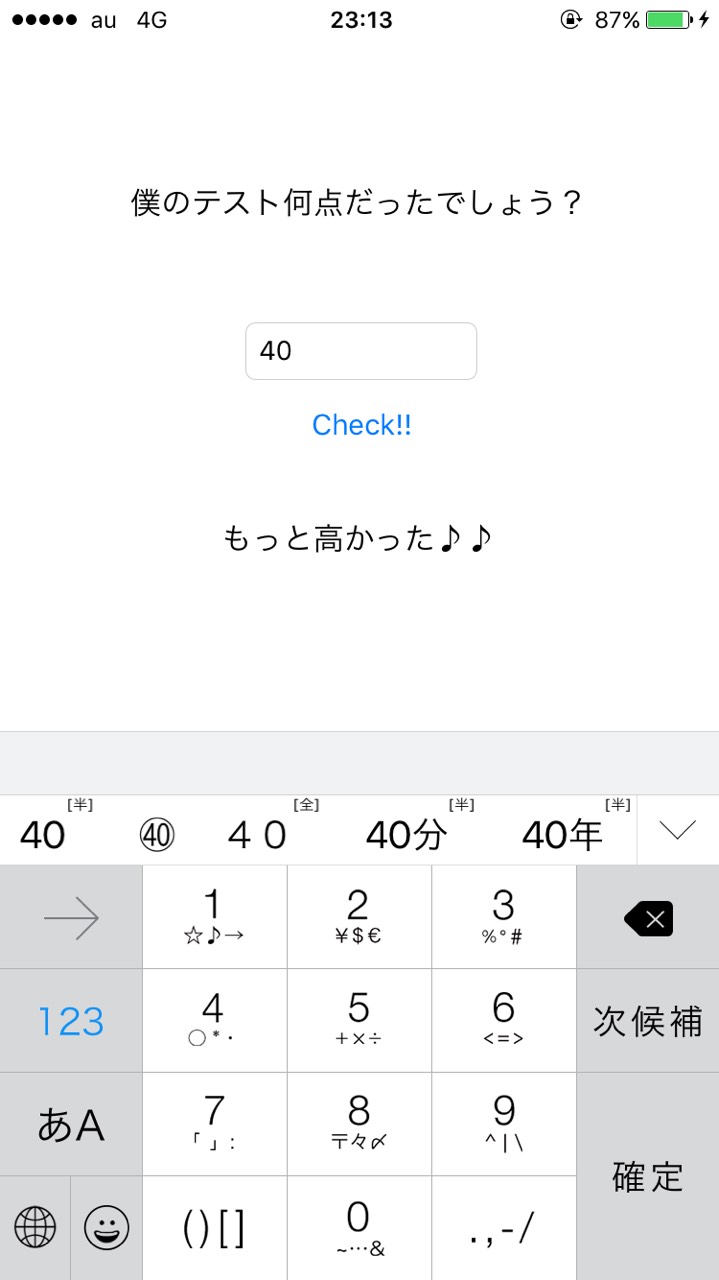 au 4G 23:13 87%
僕のテスト何点だったでしょう？
40
Check!!
もっと高かった♪♪
[半] [全] [半] [半]
40 ㊵ ４０ 40分 40年
→ 1 2 3
☆♪→ ¥$€ %°#
123 4 5 6 次候補
○*・ +×÷ <=>
あA 7 8 9
「」: 〒々〆 ^|\
確定
()[] 0 .,-/
~…&